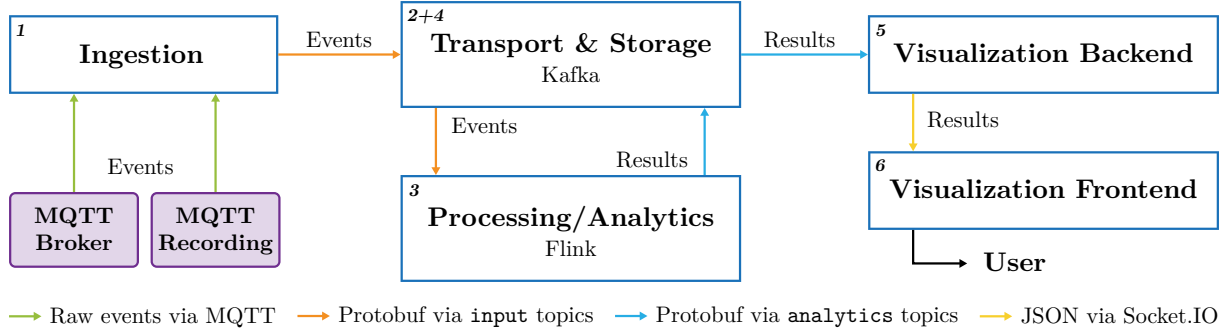 1
Ingestion
Events
2+4
Transport & Storage
Kafka
Results
5
Visualization Backend
Events
MQTT
Broker
MQTT
Recording
Events
Results
3
Processing/Analytics
Flink
Results
6
Visualization Frontend
User
Raw events via MQTT
Protobuf via input topics
Protobuf via analytics topics
JSON via Socket.IO